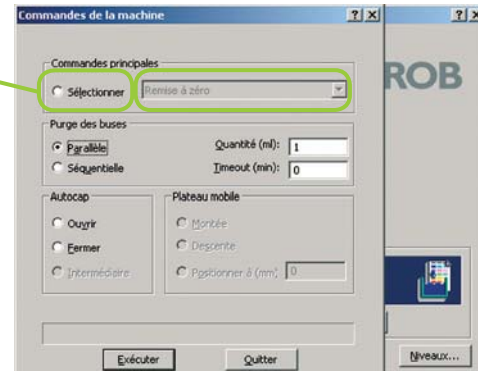 Commandes de la machine
ROB
Commandes principales
Sélectionner Remise à zéro
Purge des buses
Parallèle Quantité (ml): 1
Séquentielle Timeout (min): 0
Autocap Plateau mobile
Ouvrir Montée
Fermer Descente
Intermédiaire Positionner à (mm) 0
Exécuter Quitter Niveaux...